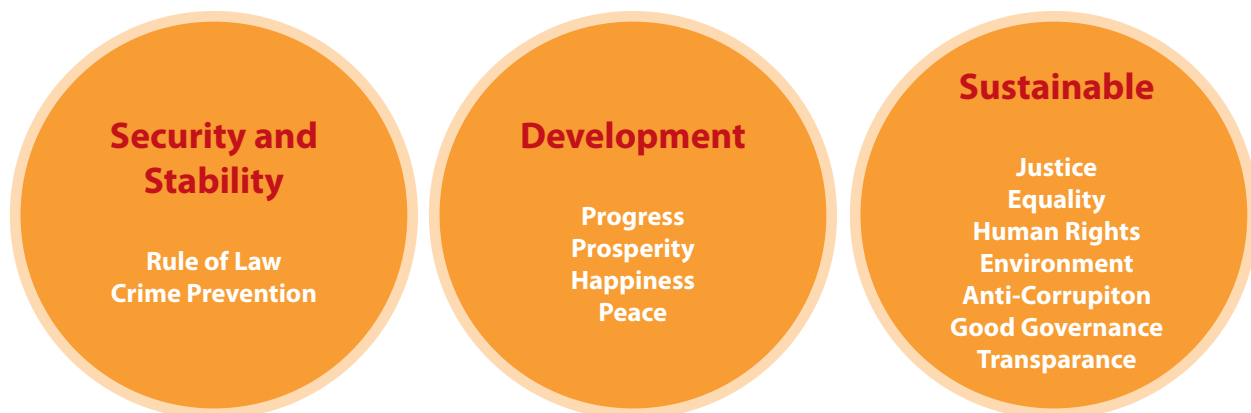 Security and
Stability
Rule of Law
Crime Prevention
Development
Progress
Prosperity
Happiness
Peace
Sustainable
Justice
Equality
Human Rights
Environment
Anti-Corrupiton
Good Governance
Transparance